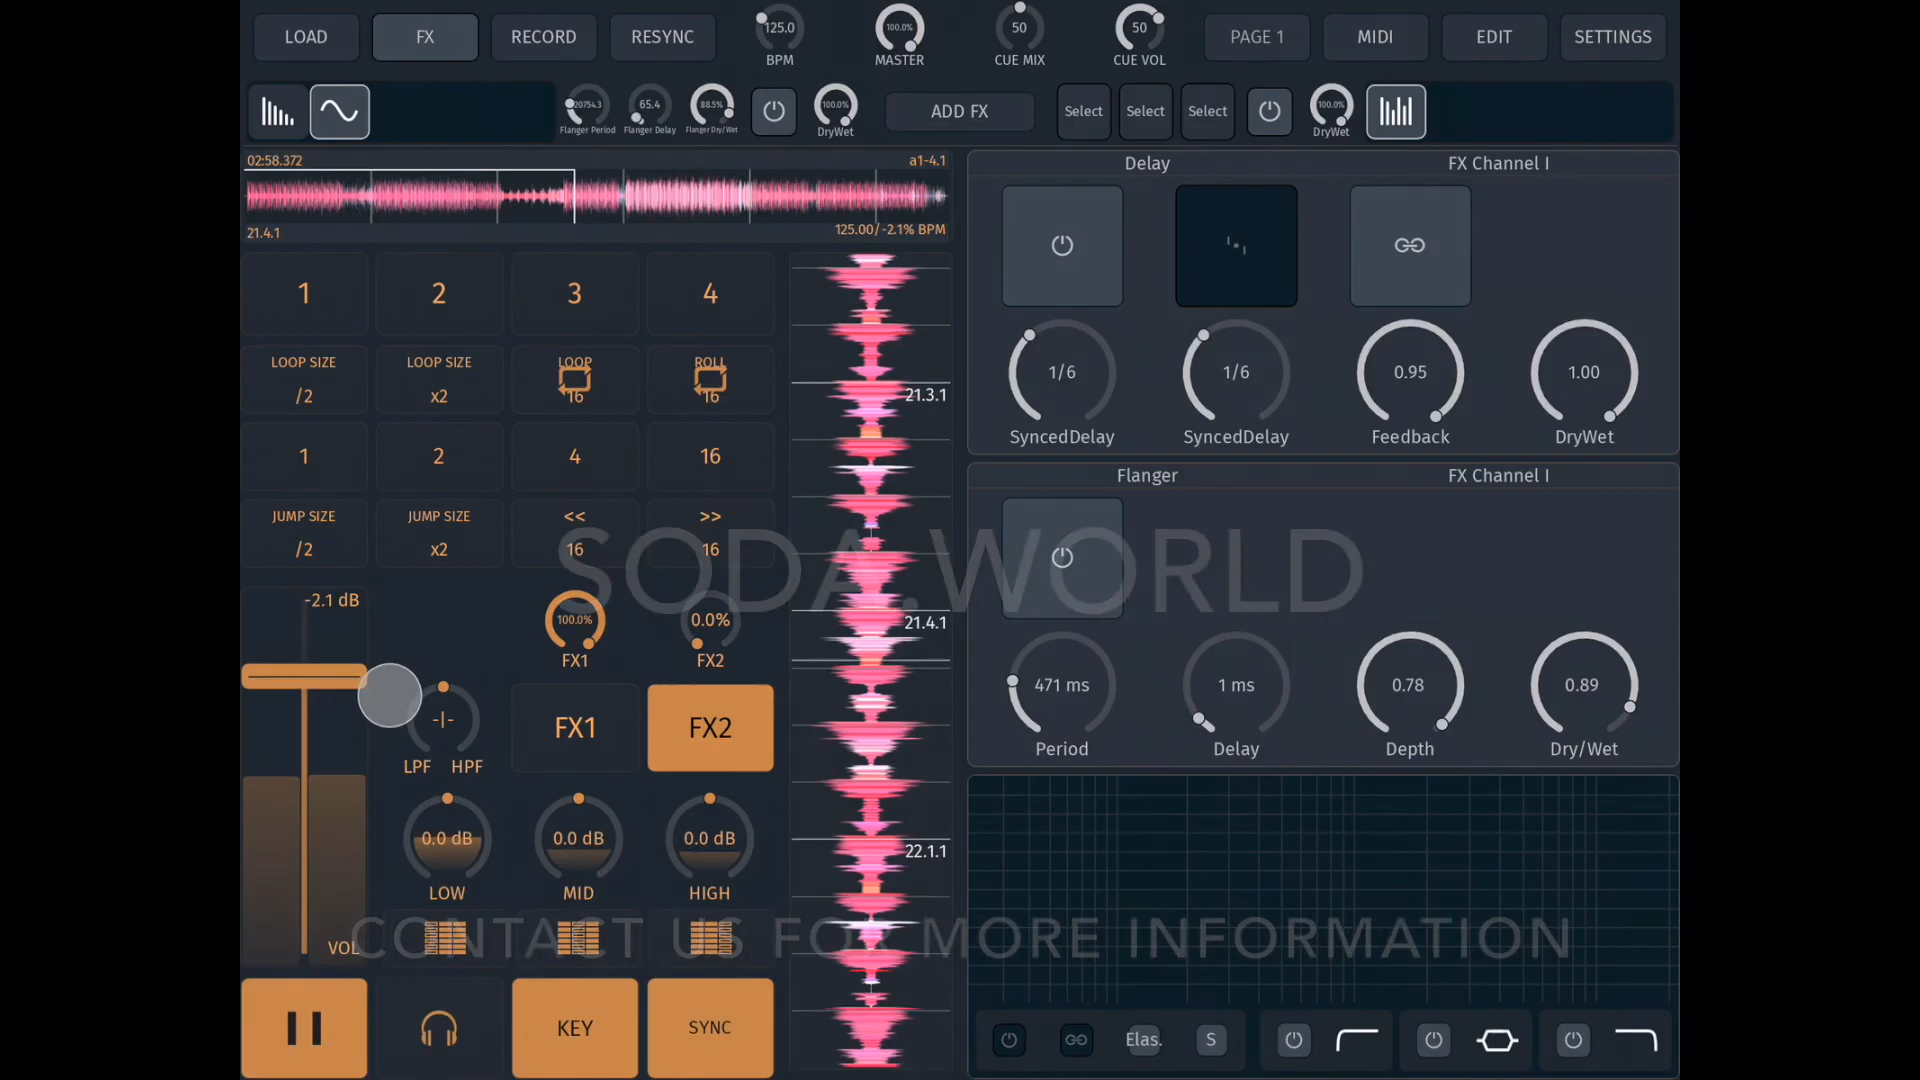 LOAD FX RECORD RESYNC 125.0 BPM 100.0% MASTER 50 CUE MIX 50 CUE VOL PAGE 1 MIDI EDIT SETTINGS
20754.3 Flanger Period 65.4 Flanger Delay 88.5% Flanger Dry/Wet 100.0% DryWet ADD FX Select Select Select 100.0% DryWet
02:58.372 a1-4.1
21.4.1 125.00/-2.1% BPM
Delay FX Channel I
1 2 3 4
LOOP SIZE LOOP SIZE LOOP ROLL
/2 x2 16 16
21.3.1
1/6 1/6 0.95 1.00
SyncedDelay SyncedDelay Feedback DryWet
1 2 4 16
Flanger FX Channel I
JUMP SIZE JUMP SIZE << >>
/2 x2 16 16
SODA.WORLD
-2.1 dB
100.0% 0.0%
21.4.1
FX1 FX2
471 ms 1 ms 0.78 0.89
Period Delay Depth Dry/Wet
-|-
FX1 FX2
LPF HPF
0.0 dB 0.0 dB 0.0 dB
22.1.1
LOW MID HIGH
VOL
CONTACT US FOR MORE INFORMATION
KEY SYNC
Elas. S